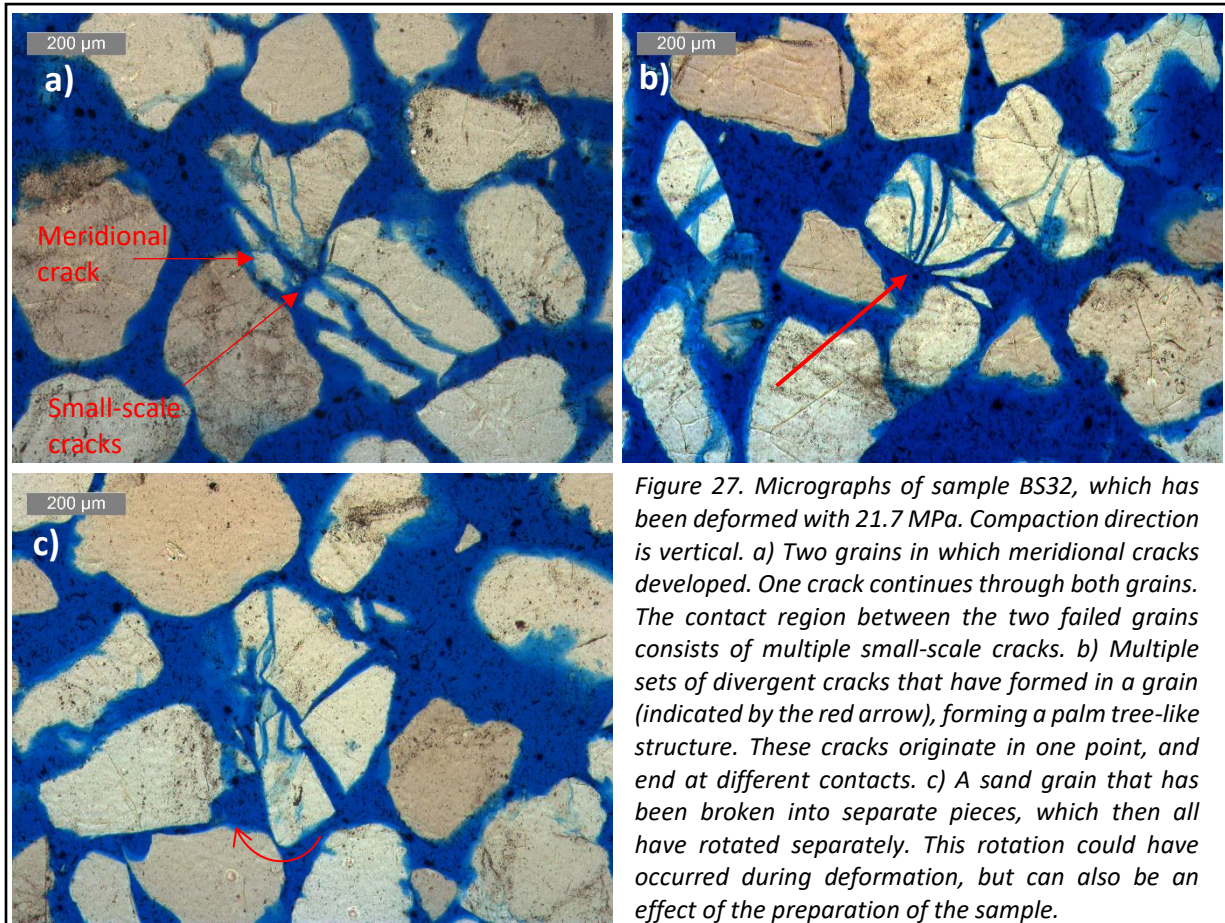 200 µm
a)
Meridional
crack
Small-scale
cracks
200 µm
b)
200 µm
c)
Figure 27. Micrographs of sample BS32, which has
been deformed with 21.7 MPa. Compaction direction
is vertical. a) Two grains in which meridional cracks
developed. One crack continues through both grains.
The contact region between the two failed grains
consists of multiple small-scale cracks. b) Multiple
sets of divergent cracks that have formed in a grain
(indicated by the red arrow), forming a palm tree-like
structure. These cracks originate in one point, and
end at different contacts. c) A sand grain that has
been broken into separate pieces, which then all
have rotated separately. This rotation could have
occurred during deformation, but can also be an
effect of the preparation of the sample.